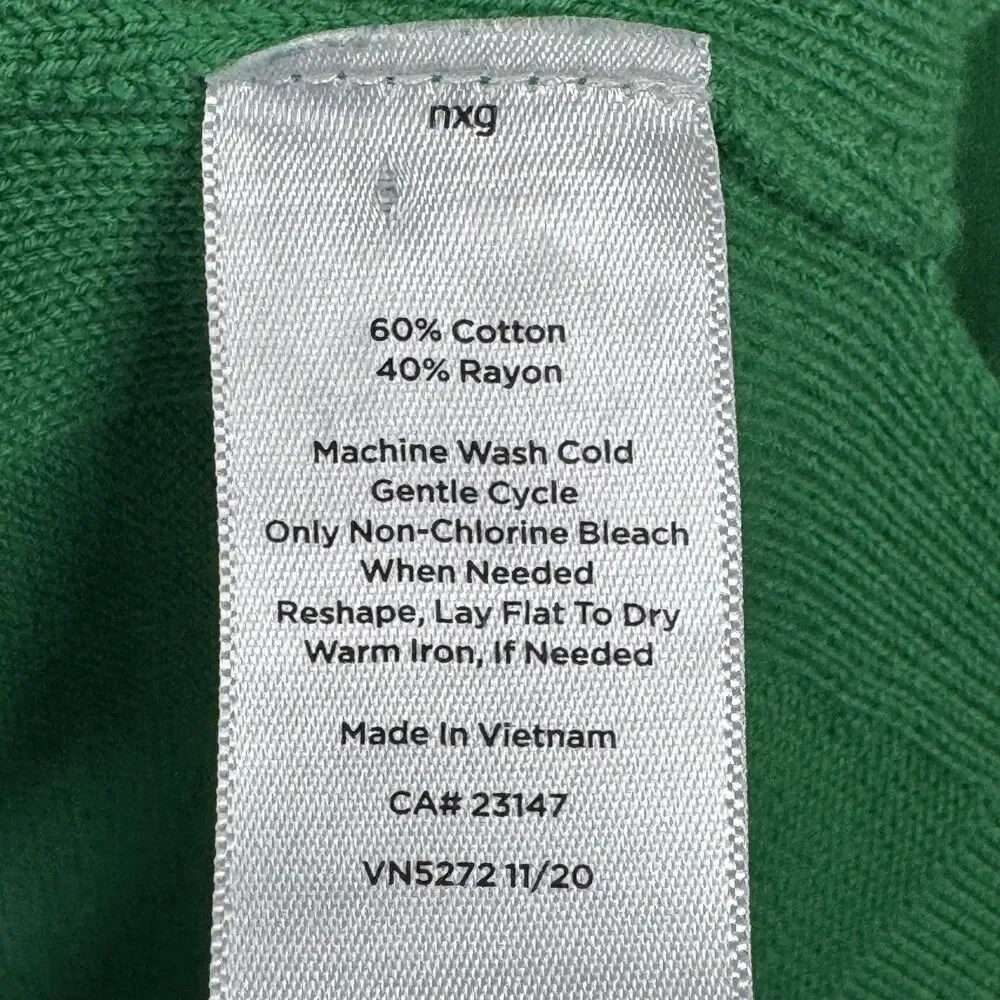 nxg
60% Cotton
40% Rayon
Machine Wash Cold
Gentle Cycle
Only Non-Chlorine Bleach
When Needed
Reshape, Lay Flat To Dry
Warm Iron, If Needed
Made In Vietnam
CA# 23147
VN5272 11/20